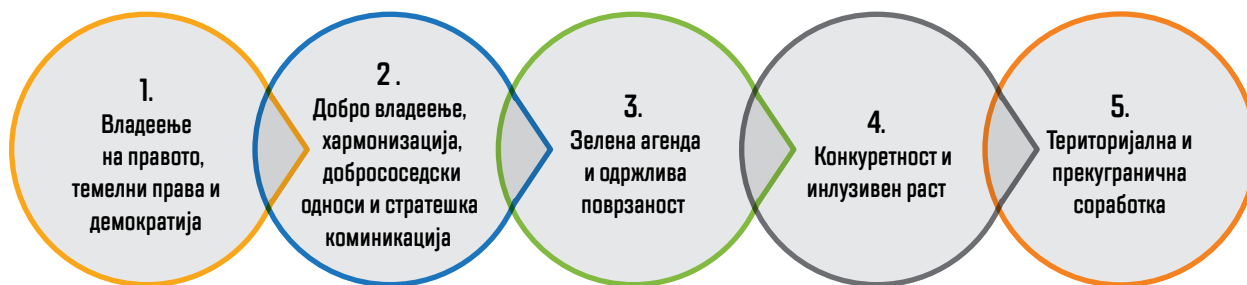 1.
Владеење
на правото,
темелни права и
демократија
2 .
Добро владеење,
хармонизација,
добрососедски
односи и стратешка
коминикација
3.
Зелена агенда
и одржлива
поврзаност
4.
Конкуретност и
инлузивен раст
5.
Територијална и
прекугранична
соработка